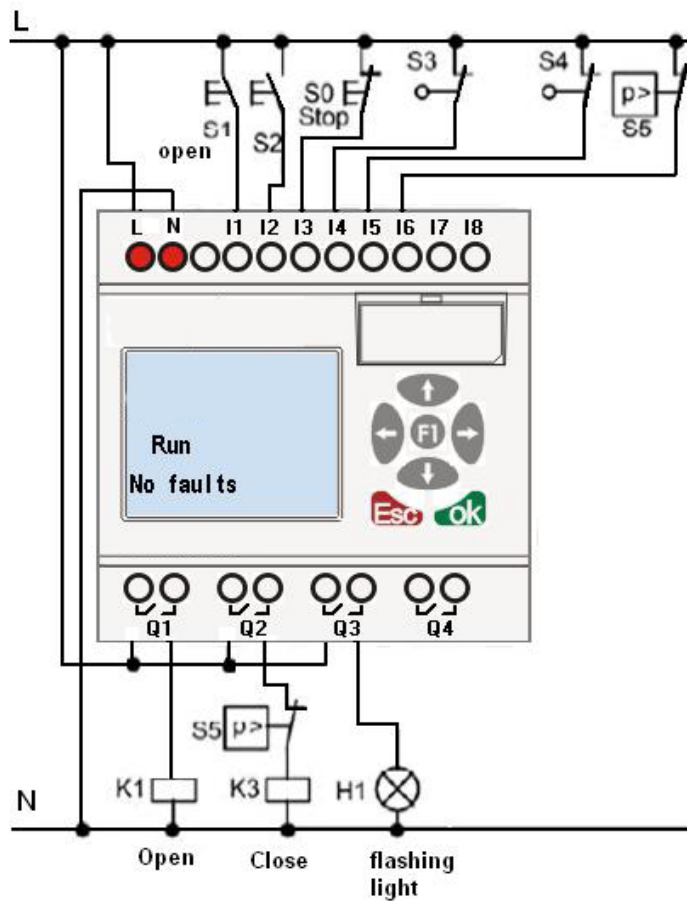 L
S3
S4
S0
Stop
p>
S1
S5
open
S2
L N I1 I2 I3 I4 I5 I6 I7 I8
F1
Run
No faults
Esc ok
Q1 Q2 Q3 Q4
S5 p>
K1 K3 H1
N
Open Close flashing
light